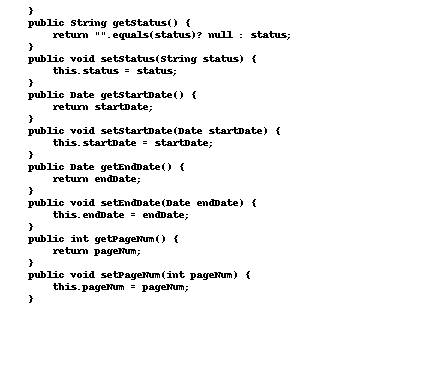 }
public String getStatus() {
return "".equals(status)? null : status;
}
public void setStatus(String status) {
this.status = status;
}
public Date getStartDate() {
return startDate;
}
public void setStartDate(Date startDate) {
this.startDate = startDate;
}
public Date getEndDate() {
return endDate;
}
public void setEndDate(Date endDate) {
this.endDate = endDate;
}
public int getPageNum() {
return pageNum;
}
public void setPageNum(int pageNum) {
this.pageNum = pageNum;
}